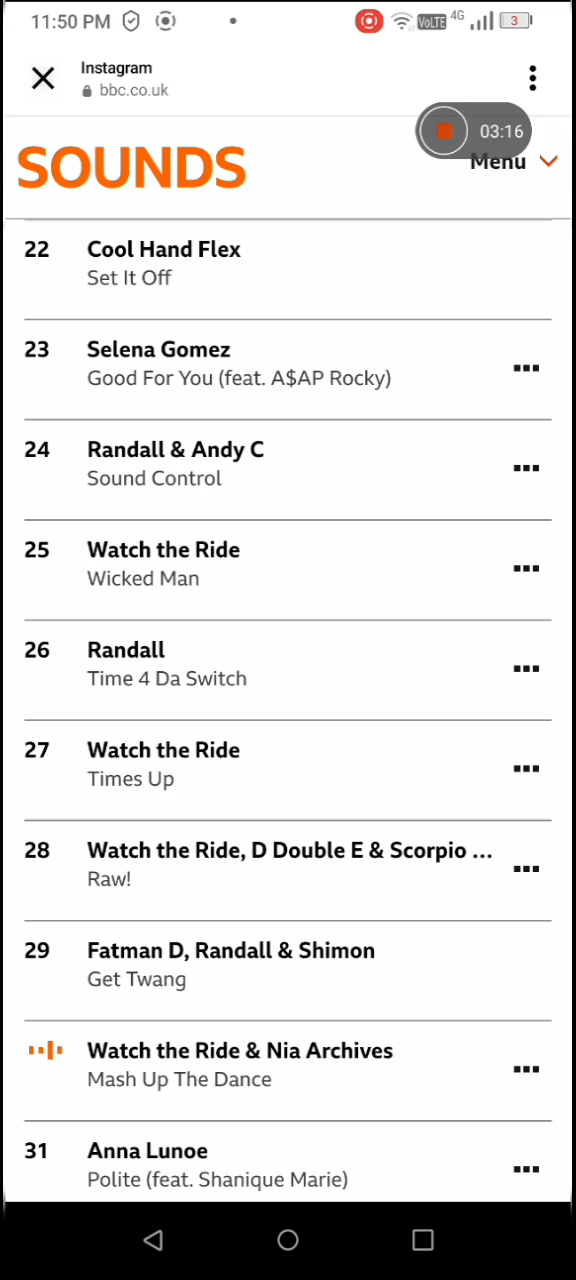 11:50 PM VoLTE 4G 3
Instagram
bbc.co.uk
03:16
SOUNDS
Menu
22 Cool Hand Flex
Set It Off
23 Selena Gomez
Good For You (feat. A$AP Rocky)
24 Randall & Andy C
Sound Control
25 Watch the Ride
Wicked Man
26 Randall
Time 4 Da Switch
27 Watch the Ride
Times Up
28 Watch the Ride, D Double E & Scorpio ...
Raw!
29 Fatman D, Randall & Shimon
Get Twang
Watch the Ride & Nia Archives
Mash Up The Dance
31 Anna Lunoe
Polite (feat. Shanique Marie)